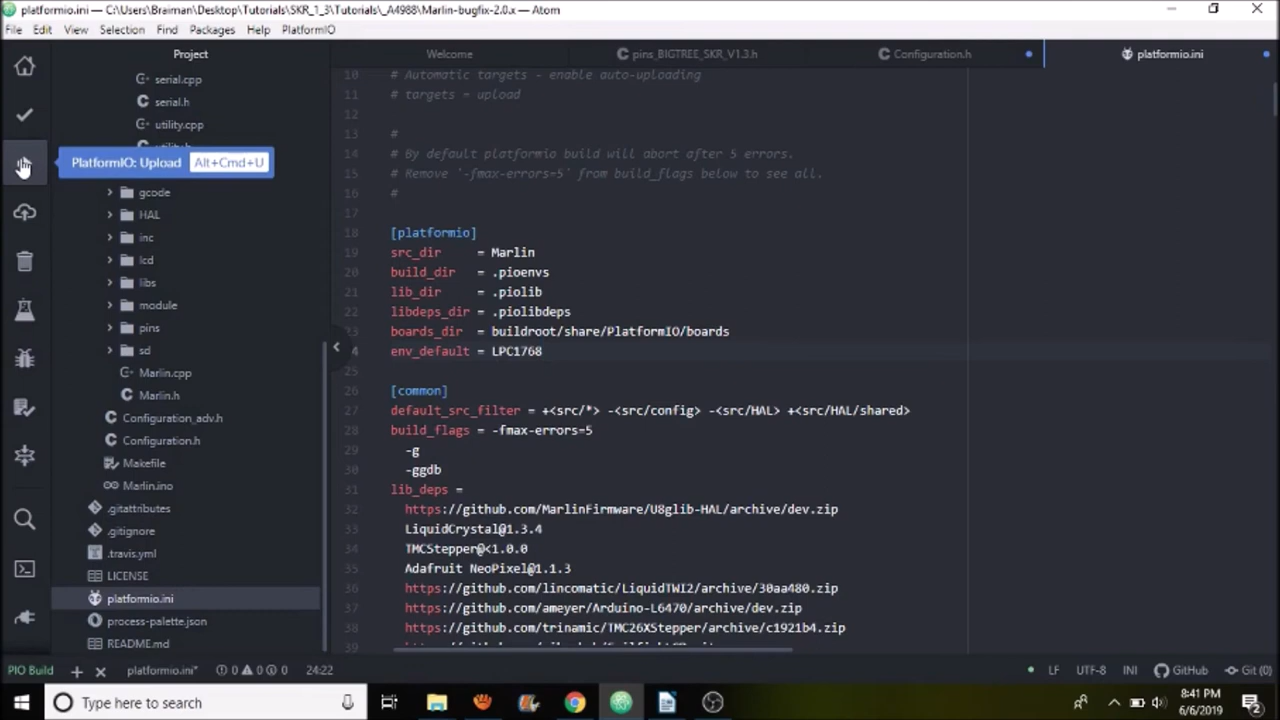 platformio.ini — C:\Users\Braiman\Desktop\Tutorials\SKR_1_3\Tutorials\_A4988\Marlin-bugfix-2.0.x — Atom
File Edit View Selection Find Packages Help PlatformIO
Project
Welcome
pins_BIGTREE_SKR_V1.3.h
Configuration.h
platformio.ini
serial.cpp
serial.h
utility.cpp
PlatformIO: Upload Alt+Cmd+U
gcode
HAL
inc
lcd
libs
module
pins
sd
Marlin.cpp
Marlin.h
Configuration_adv.h
Configuration.h
Makefile
Marlin.ino
.gitattributes
.gitignore
.travis.yml
LICENSE
platformio.ini
process-palette.json
README.md
10 # Automatic targets - enable auto-uploading
11 # targets = upload
12
13 #
14 # By default platformio build will abort after 5 errors.
15 # Remove '-fmax-errors=5' from build_flags below to see all.
16 #
17
18 [platformio]
19 src_dir = Marlin
20 build_dir = .pioenvs
21 lib_dir = .piolib
22 libdeps_dir = .piolibdeps
23 boards_dir = buildroot/share/PlatformIO/boards
4 env_default = LPC1768
25
26 [common]
27 default_src_filter = +<src/*> -<src/config> -<src/HAL> +<src/HAL/shared>
28 build_flags = -fmax-errors=5
29 -g
30 -ggdb
31 lib_deps =
32 https://github.com/MarlinFirmware/U8glib-HAL/archive/dev.zip
33 LiquidCrystal@1.3.4
34 TMCStepper@<1.0.0
35 Adafruit NeoPixel@1.1.3
36 https://github.com/lincomatic/LiquidTWI2/archive/30aa480.zip
37 https://github.com/ameyer/Arduino-L6470/archive/dev.zip
38 https://github.com/trinamic/TMC26XStepper/archive/c1921b4.zip
39
PIO Build + × platformio.ini* 0 0 0 24:22
LF UTF-8 INI GitHub Git (0)
Type here to search
8:41 PM
6/6/2019
2